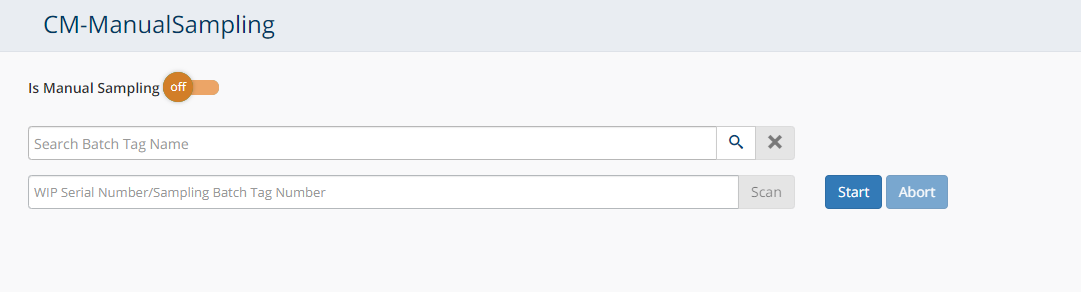 CM-ManualSampling
Is Manual Sampling off
Search Batch Tag Name
WIP Serial Number/Sampling Batch Tag Number Scan Start Abort